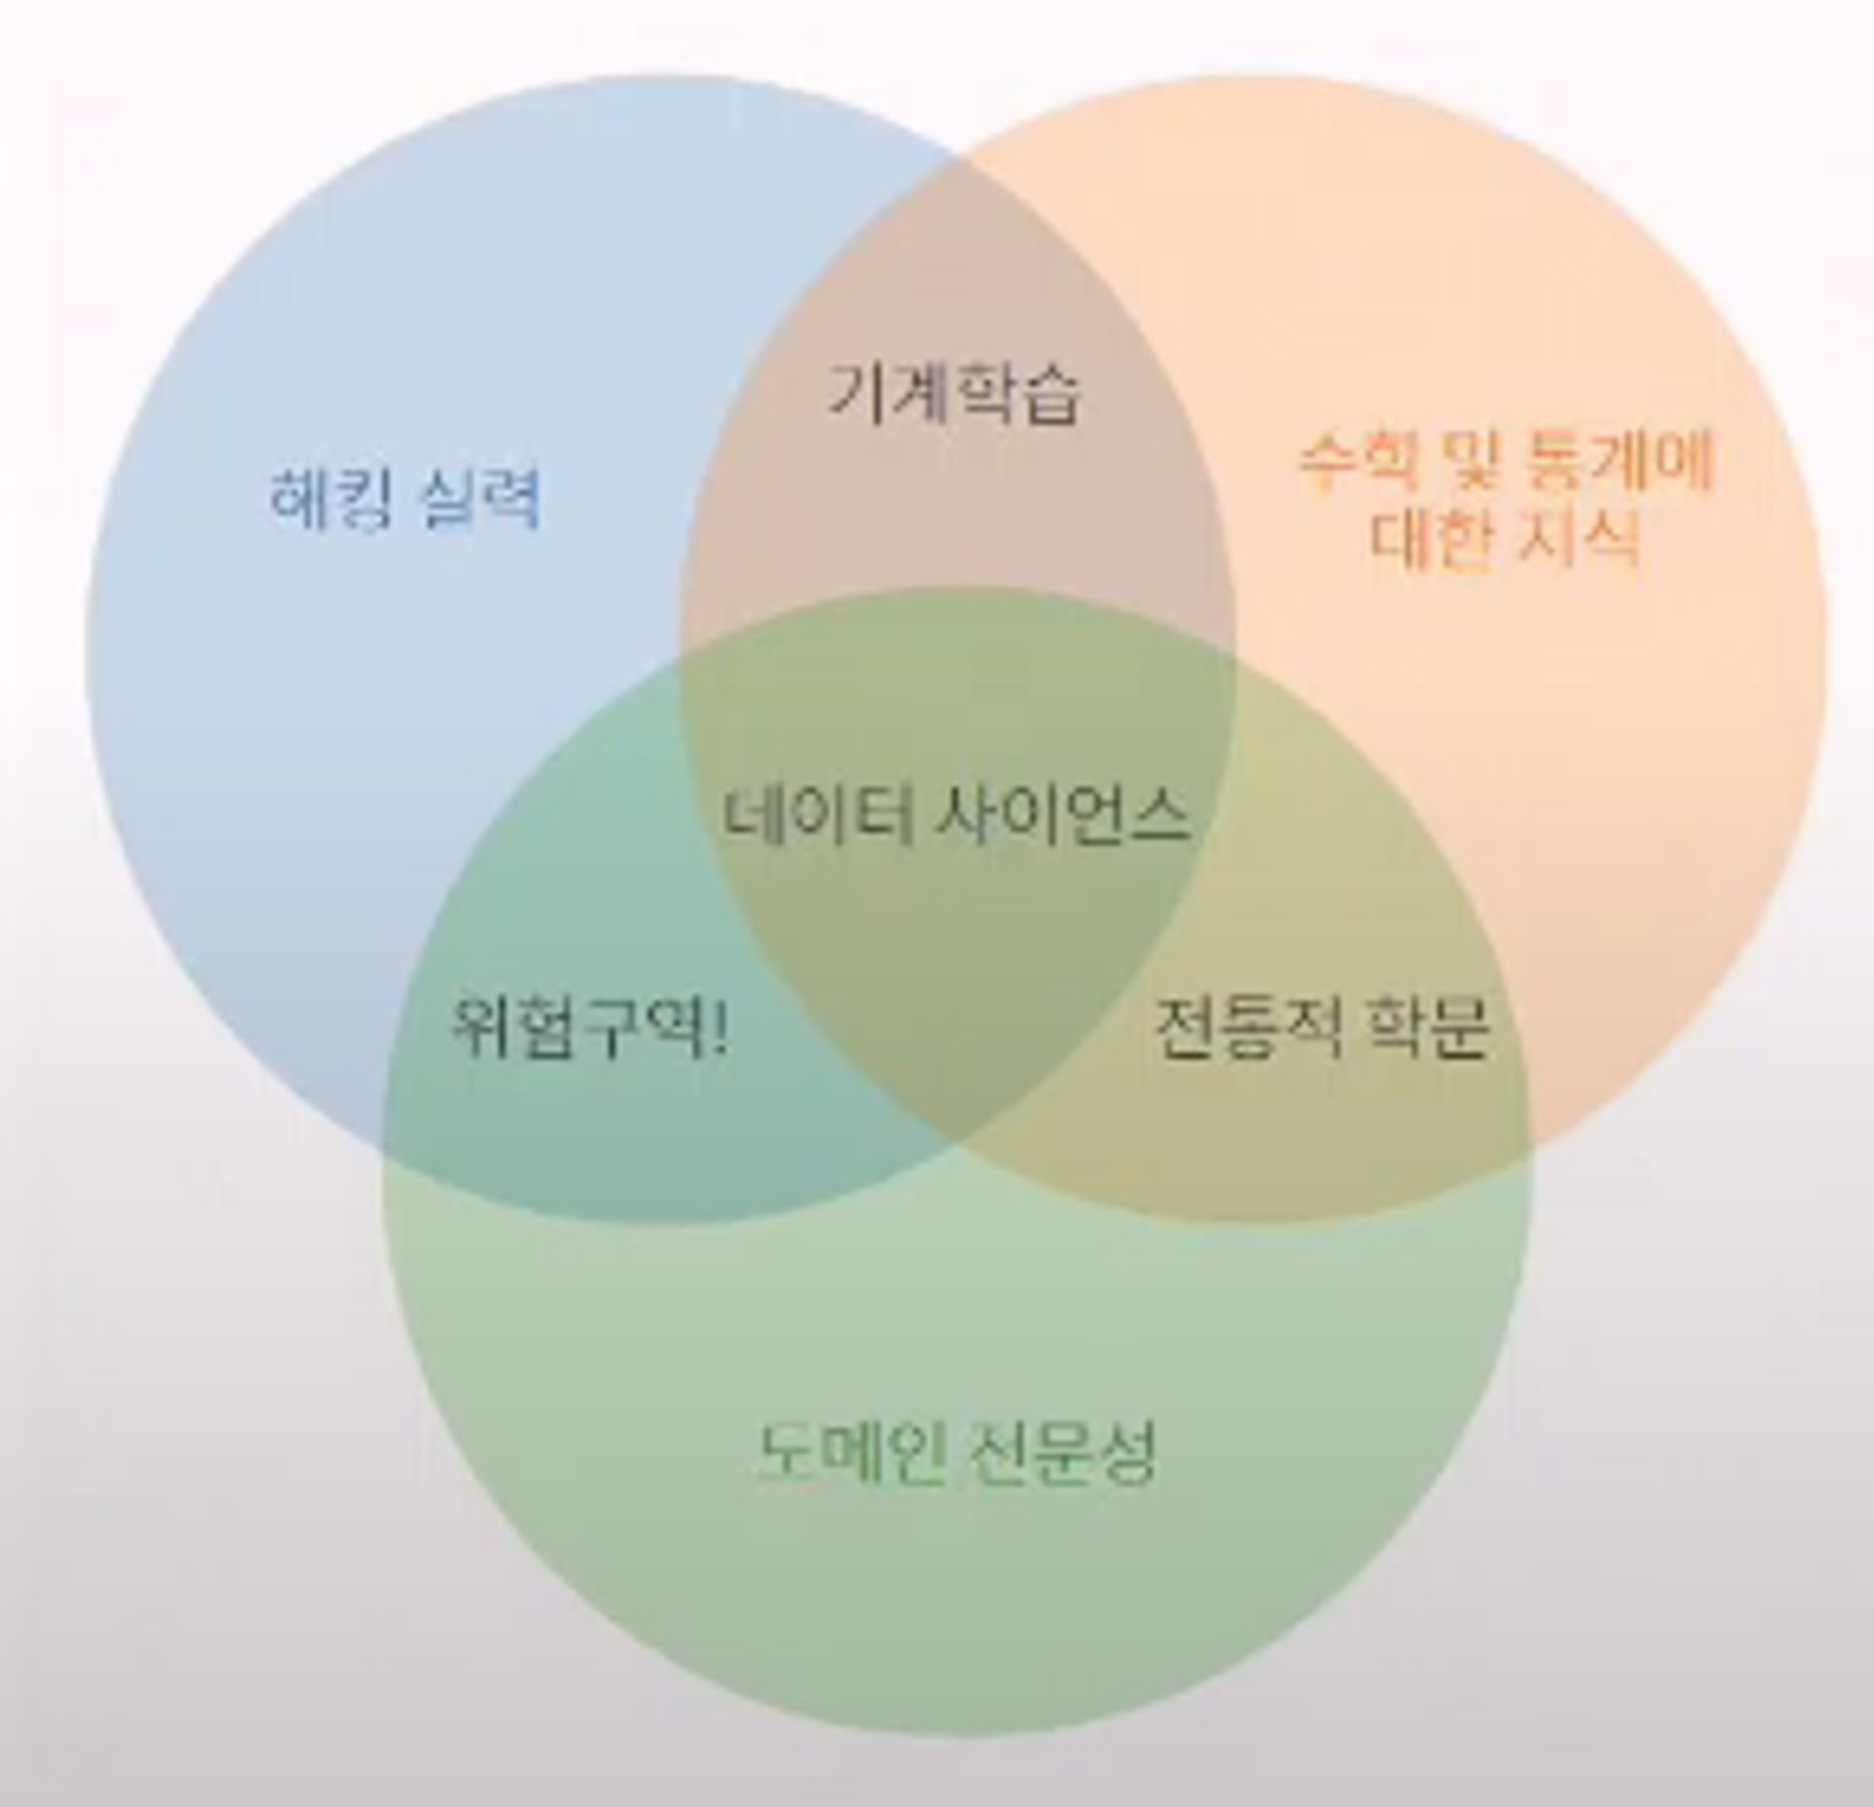 기계학습
해킹 실력
수학 및 통계에
대한 지식
데이터 사이언스
위험구역!
전통적 학문
도메인 전문성